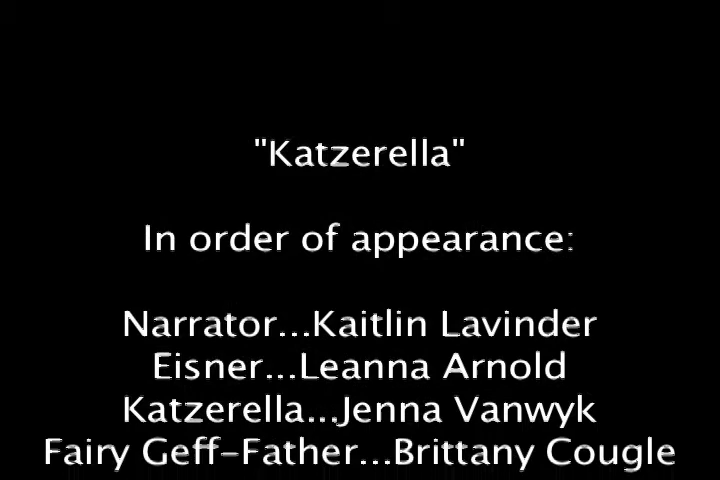 "Katzerella"
In order of appearance:
Narrator...Kaitlin Lavinder
Eisner...Leanna Arnold
Katzerella...Jenna Vanwyk
Fairy Geff-Father...Brittany Cougle